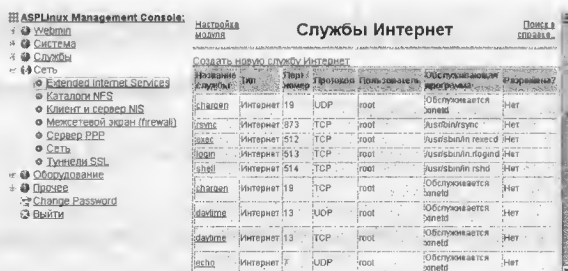 ASPLinux Management Console:
Webmin
Система
Службы
Сеть
Extended Internet Services
Каталоги NFS
Клиент и сервер NIS
Межсетевой экран (firewall)
Сервер PPP
Сеть
Туннели SSL
Оборудование
Прочее
Change Password
Выйти
Настройка модуля
Службы Интернет
Поиск в справке..
Создать новую службу Интернет
Название службы Тип Порт / номер Протокол Пользователь Обслуживающая программа Разрешена?
chargen Интернет 19 UDP root Обслуживается xinetd Нет
rsync Интернет 873 TCP root /usr/bin/rsync Нет
exec Интернет 512 TCP root /usr/sbin/in.rexecd Нет
login Интернет 513 TCP root /usr/sbin/in.rlogind Нет
shell Интернет 514 TCP root /usr/sbin/in.rshd Нет
chargen Интернет 19 TCP root Обслуживается xinetd Нет
daytime Интернет 13 UDP root Обслуживается xinetd Нет
daytime Интернет 13 TCP root Обслуживается xinetd Нет
echo Интернет 7 UDP root Обслуживается xinetd Нет